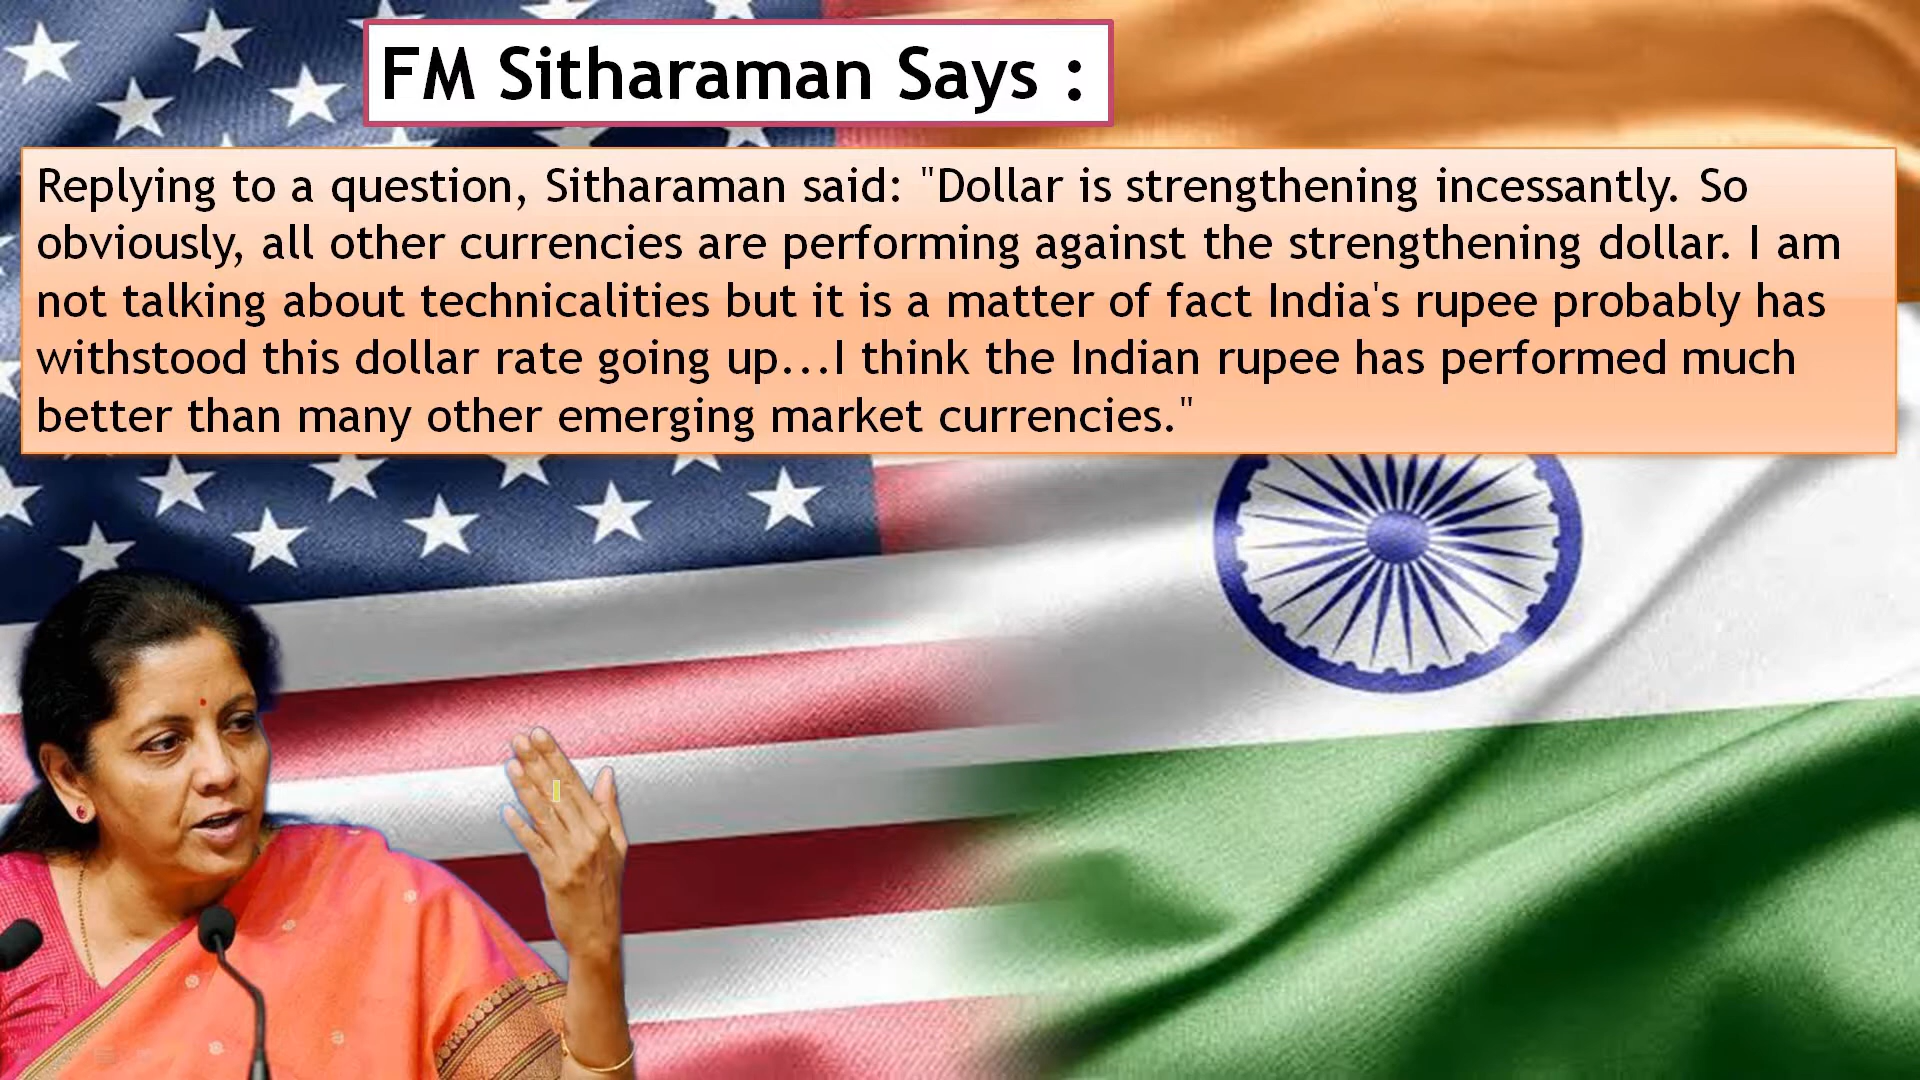 FM Sitharaman Says :
Replying to a question, Sitharaman said: "Dollar is strengthening incessantly. So
obviously, all other currencies are performing against the strengthening dollar. I am
not talking about technicalities but it is a matter of fact India's rupee probably has
withstood this dollar rate going up...I think the Indian rupee has performed much
better than many other emerging market currencies."